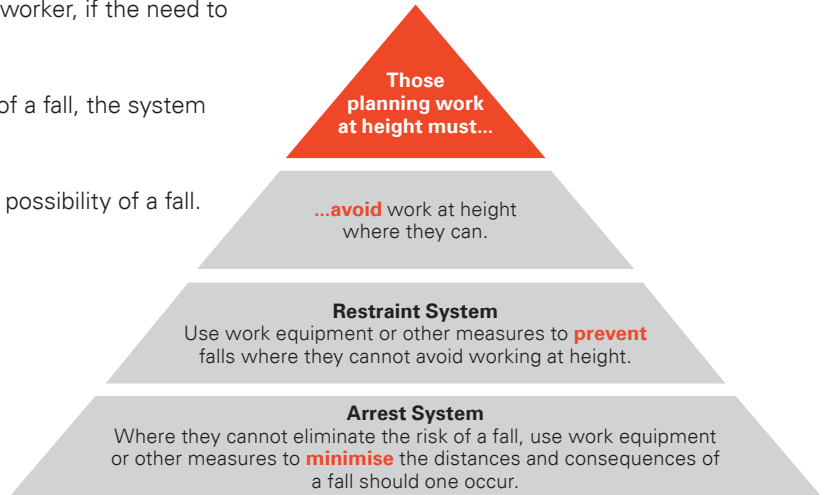 worker, if the need to
of a fall, the system
possibility of a fall.
Those
planning work
at height must...
...avoid work at height
where they can.
Restraint System
Use work equipment or other measures to prevent
falls where they cannot avoid working at height.
Arrest System
Where they cannot eliminate the risk of a fall, use work equipment
or other measures to minimise the distances and consequences of
a fall should one occur.